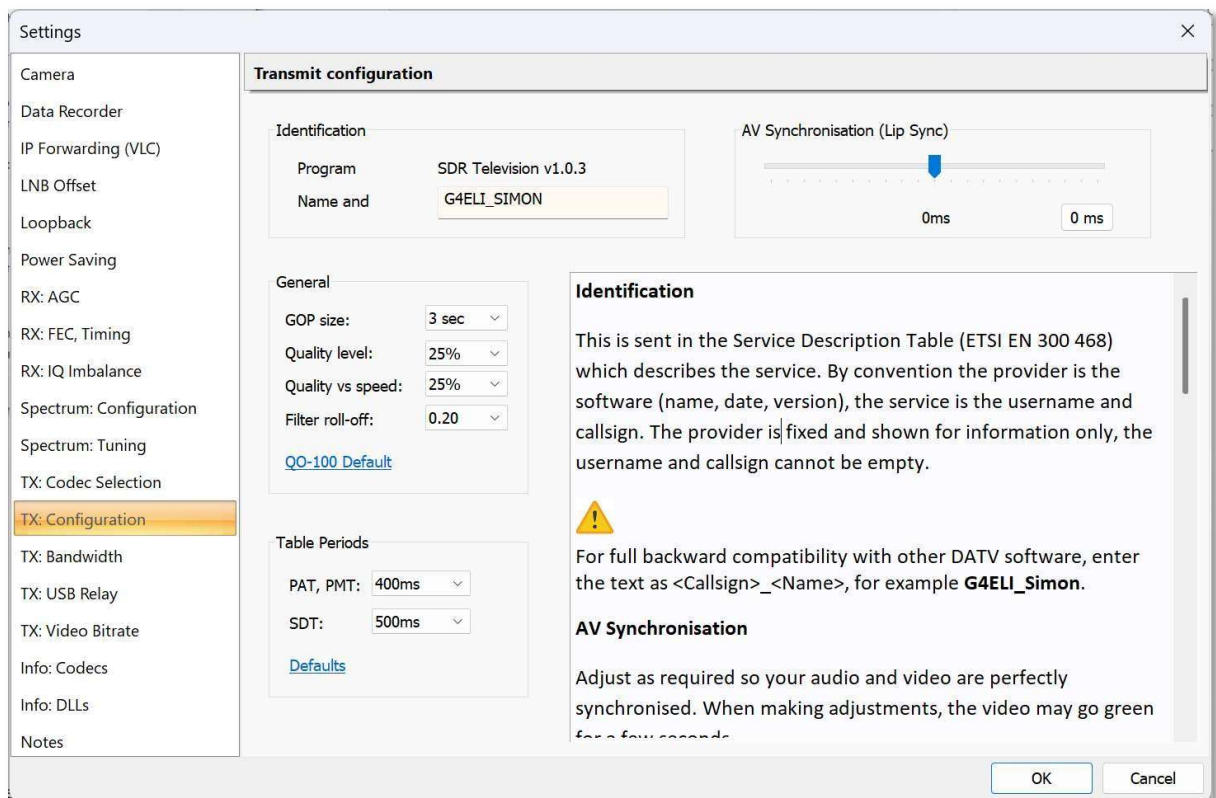 Settings
Camera
Data Recorder
IP Forwarding (VLC)
LNB Offset
Loopback
Power Saving
RX: AGC
RX: FEC, Timing
RX: IQ Imbalance
Spectrum: Configuration
Spectrum: Tuning
TX: Codec Selection
TX: Configuration
TX: Bandwidth
TX: USB Relay
TX: Video Bitrate
Info: Codecs
Info: DLLs
Notes
Transmit configuration
Identification
Program SDR Television v1.0.3
Name and G4ELI_SIMON
AV Synchronisation (Lip Sync)
0ms 0 ms
General
GOP size: 3 sec
Quality level: 25%
Quality vs speed: 25%
Filter roll-off: 0.20
QO-100 Default
Table Periods
PAT, PMT: 400ms
SDT: 500ms
Defaults
Identification
This is sent in the Service Description Table (ETSI EN 300 468)
which describes the service. By convention the provider is the
software (name, date, version), the service is the username and
callsign. The provider is fixed and shown for information only, the
username and callsign cannot be empty.
For full backward compatibility with other DATV software, enter
the text as <Callsign>_<Name>, for example G4ELI_Simon.
AV Synchronisation
Adjust as required so your audio and video are perfectly
synchronised. When making adjustments, the video may go green
for a few seconds
OK Cancel